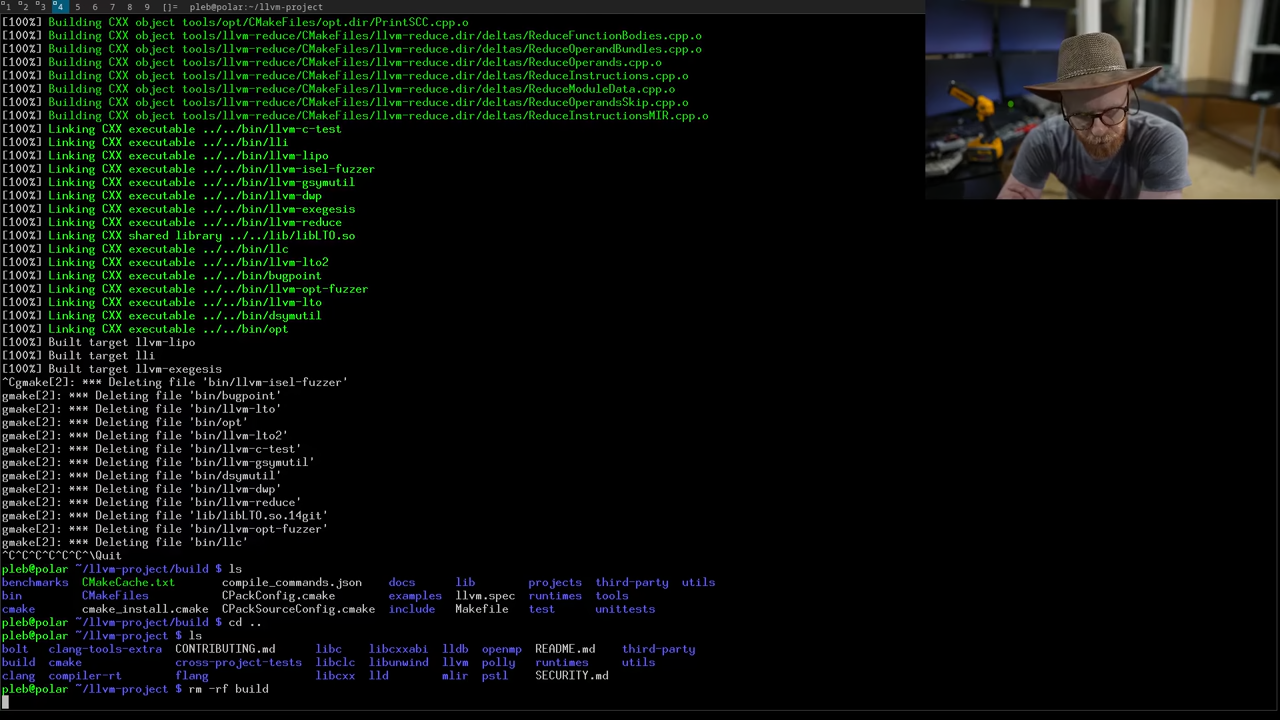 1 2 3 4 5 6 7 8 9 []= pleb@polar:~/llvm-project
[100%] Building CXX object tools/opt/CMakeFiles/opt.dir/PrintSCC.cpp.o
[100%] Building CXX object tools/llvm-reduce/CMakeFiles/llvm-reduce.dir/deltas/ReduceFunctionBodies.cpp.o
[100%] Building CXX object tools/llvm-reduce/CMakeFiles/llvm-reduce.dir/deltas/ReduceOperandBundles.cpp.o
[100%] Building CXX object tools/llvm-reduce/CMakeFiles/llvm-reduce.dir/deltas/ReduceOperands.cpp.o
[100%] Building CXX object tools/llvm-reduce/CMakeFiles/llvm-reduce.dir/deltas/ReduceInstructions.cpp.o
[100%] Building CXX object tools/llvm-reduce/CMakeFiles/llvm-reduce.dir/deltas/ReduceModuleData.cpp.o
[100%] Building CXX object tools/llvm-reduce/CMakeFiles/llvm-reduce.dir/deltas/ReduceOperandsSkip.cpp.o
[100%] Building CXX object tools/llvm-reduce/CMakeFiles/llvm-reduce.dir/deltas/ReduceInstructionsMIR.cpp.o
[100%] Linking CXX executable ../../bin/llvm-c-test
[100%] Linking CXX executable ../../bin/lli
[100%] Linking CXX executable ../../bin/llvm-lipo
[100%] Linking CXX executable ../../bin/llvm-isel-fuzzer
[100%] Linking CXX executable ../../bin/llvm-gsymutil
[100%] Linking CXX executable ../../bin/llvm-dwp
[100%] Linking CXX executable ../../bin/llvm-exegesis
[100%] Linking CXX executable ../../bin/llvm-reduce
[100%] Linking CXX shared library ../../lib/libLTO.so
[100%] Linking CXX executable ../../bin/llc
[100%] Linking CXX executable ../../bin/llvm-lto2
[100%] Linking CXX executable ../../bin/bugpoint
[100%] Linking CXX executable ../../bin/llvm-opt-fuzzer
[100%] Linking CXX executable ../../bin/llvm-lto
[100%] Linking CXX executable ../../bin/dsymutil
[100%] Linking CXX executable ../../bin/opt
[100%] Built target llvm-lipo
[100%] Built target lli
[100%] Built target llvm-exegesis
^Cgmake[2]: *** Deleting file 'bin/llvm-isel-fuzzer'
gmake[2]: *** Deleting file 'bin/bugpoint'
gmake[2]: *** Deleting file 'bin/llvm-lto'
gmake[2]: *** Deleting file 'bin/opt'
gmake[2]: *** Deleting file 'bin/llvm-lto2'
gmake[2]: *** Deleting file 'bin/llvm-c-test'
gmake[2]: *** Deleting file 'bin/llvm-gsymutil'
gmake[2]: *** Deleting file 'bin/dsymutil'
gmake[2]: *** Deleting file 'bin/llvm-dwp'
gmake[2]: *** Deleting file 'bin/llvm-reduce'
gmake[2]: *** Deleting file 'lib/libLTO.so.14git'
gmake[2]: *** Deleting file 'bin/llvm-opt-fuzzer'
gmake[2]: *** Deleting file 'bin/llc'
^C^C^C^C^C^C^\Quit
pleb@polar ~/llvm-project/build $ ls
benchmarks CMakeCache.txt compile_commands.json docs lib projects third-party utils
bin CMakeFiles CPackConfig.cmake examples llvm.spec runtimes tools
cmake cmake_install.cmake CPackSourceConfig.cmake include Makefile test unittests
pleb@polar ~/llvm-project/build $ cd ..
pleb@polar ~/llvm-project $ ls
bolt clang-tools-extra CONTRIBUTING.md libc libcxxabi lldb openmp README.md third-party
build cmake cross-project-tests libclc libunwind llvm polly runtimes utils
clang compiler-rt flang libcxx lld mlir pstl SECURITY.md
pleb@polar ~/llvm-project $ rm -rf build